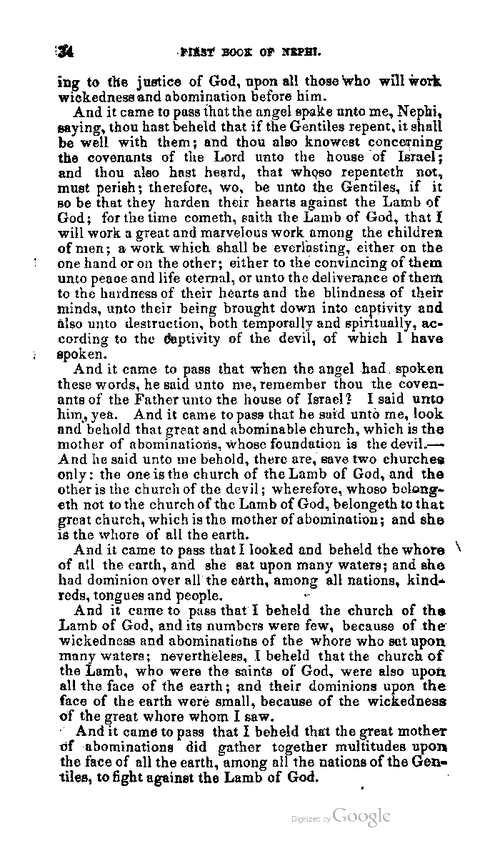 34 FIRST BOOK OF NEPHI.
ing to the justice of God, upon all those who will work
wickedness and abomination before him.
And it came to pass that the angel spake unto me, Nephi,
saying, thou hast beheld that if the Gentiles repent, it shall
be well with them; and thou also knowest concerning
the covenants of the Lord unto the house of Israel;
and thou also hast heard, that whoso repenteth not,
must perish; therefore, wo, be unto the Gentiles, if it
so be that they harden their hearts against the Lamb of
God; for the time cometh, saith the Lamb of God, that I
will work a great and marvelous work among the children
of men; a work which shall be everlasting, either on the
one hand or on the other; either to the convincing of them
unto peace and life eternal, or unto the deliverance of them
to the hardness of their hearts and the blindness of their
minds, unto their being brought down into captivity and
also unto destruction, both temporally and spiritually, ac-
cording to the captivity of the devil, of which I have
spoken.
And it came to pass that when the angel had spoken
these words, he said unto me, remember thou the coven-
ants of the Father unto the house of Israel? I said unto
him, yea. And it came to pass that he said unto me, look
and behold that great and abominable church, which is the
mother of abominations, whose foundation is the devil.—
And he said unto me behold, there are, save two churches
only: the one is the church of the Lamb of God, and the
other is the church of the devil; wherefore, whoso belong-
eth not to the church of the Lamb of God, belongeth to that
great church, which is the mother of abomination; and she
is the whore of all the earth.
And it came to pass that I looked and beheld the whore
of all the earth, and she sat upon many waters; and she
had dominion over all the earth, among all nations, kind-
reds, tongues and people.
And it came to pass that I beheld the church of the
Lamb of God, and its numbers were few, because of the
wickedness and abominations of the whore who sat upon
many waters; nevertheless, I beheld that the church of
the Lamb, who were the saints of God, were also upon
all the face of the earth; and their dominions upon the
face of the earth were small, because of the wickedness
of the great whore whom I saw.
And it came to pass that I beheld that the great mother
of abominations did gather together multitudes upon
the face of all the earth, among all the nations of the Gen-
tiles, to fight against the Lamb of God.
Digitized by Google